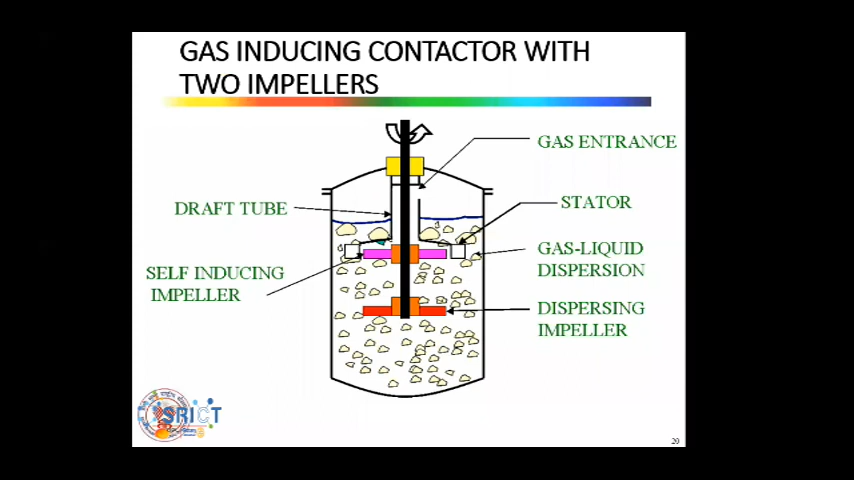 GAS INDUCING CONTACTOR WITH
TWO IMPELLERS
GAS ENTRANCE
DRAFT TUBE
STATOR
GAS-LIQUID
DISPERSION
SELF INDUCING
IMPELLER
DISPERSING
IMPELLER
SRICT
20